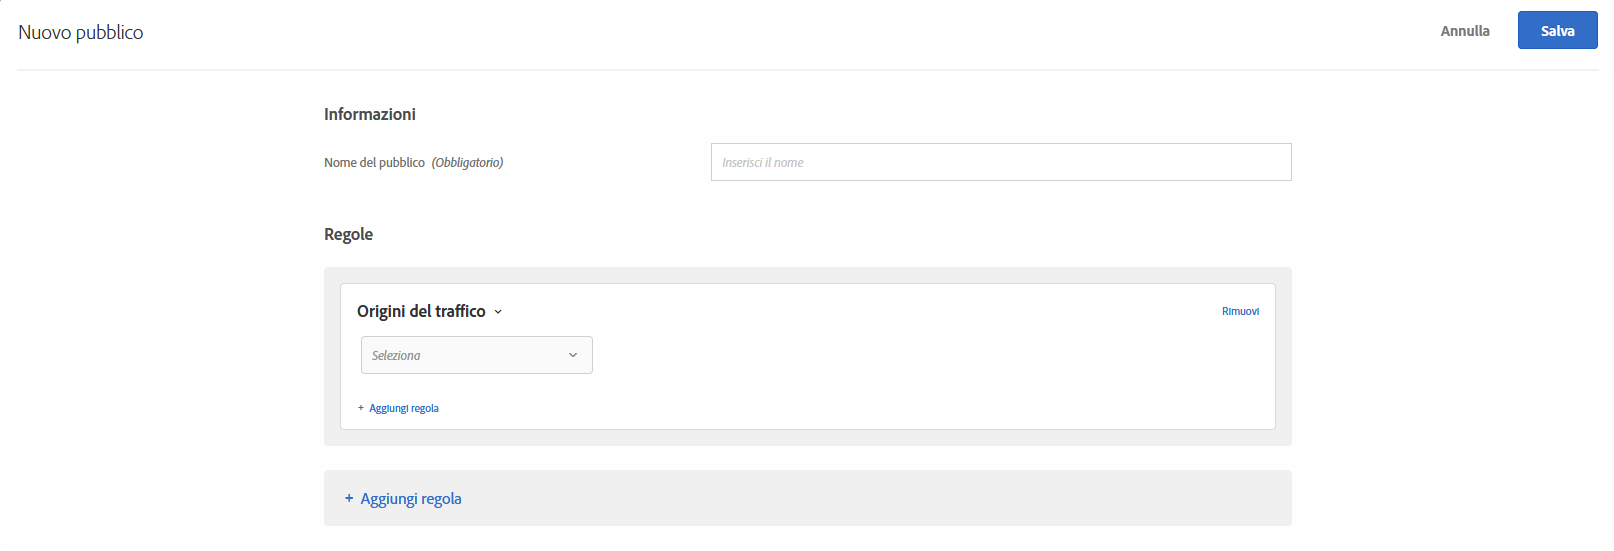 Nuovo pubblico
Annulla
Salva
Informazioni
Nome del pubblico (Obbligatorio)
Inserisci il nome
Regole
Origini del traffico
Rimuovi
Seleziona
+ Aggiungi regola
+ Aggiungi regola